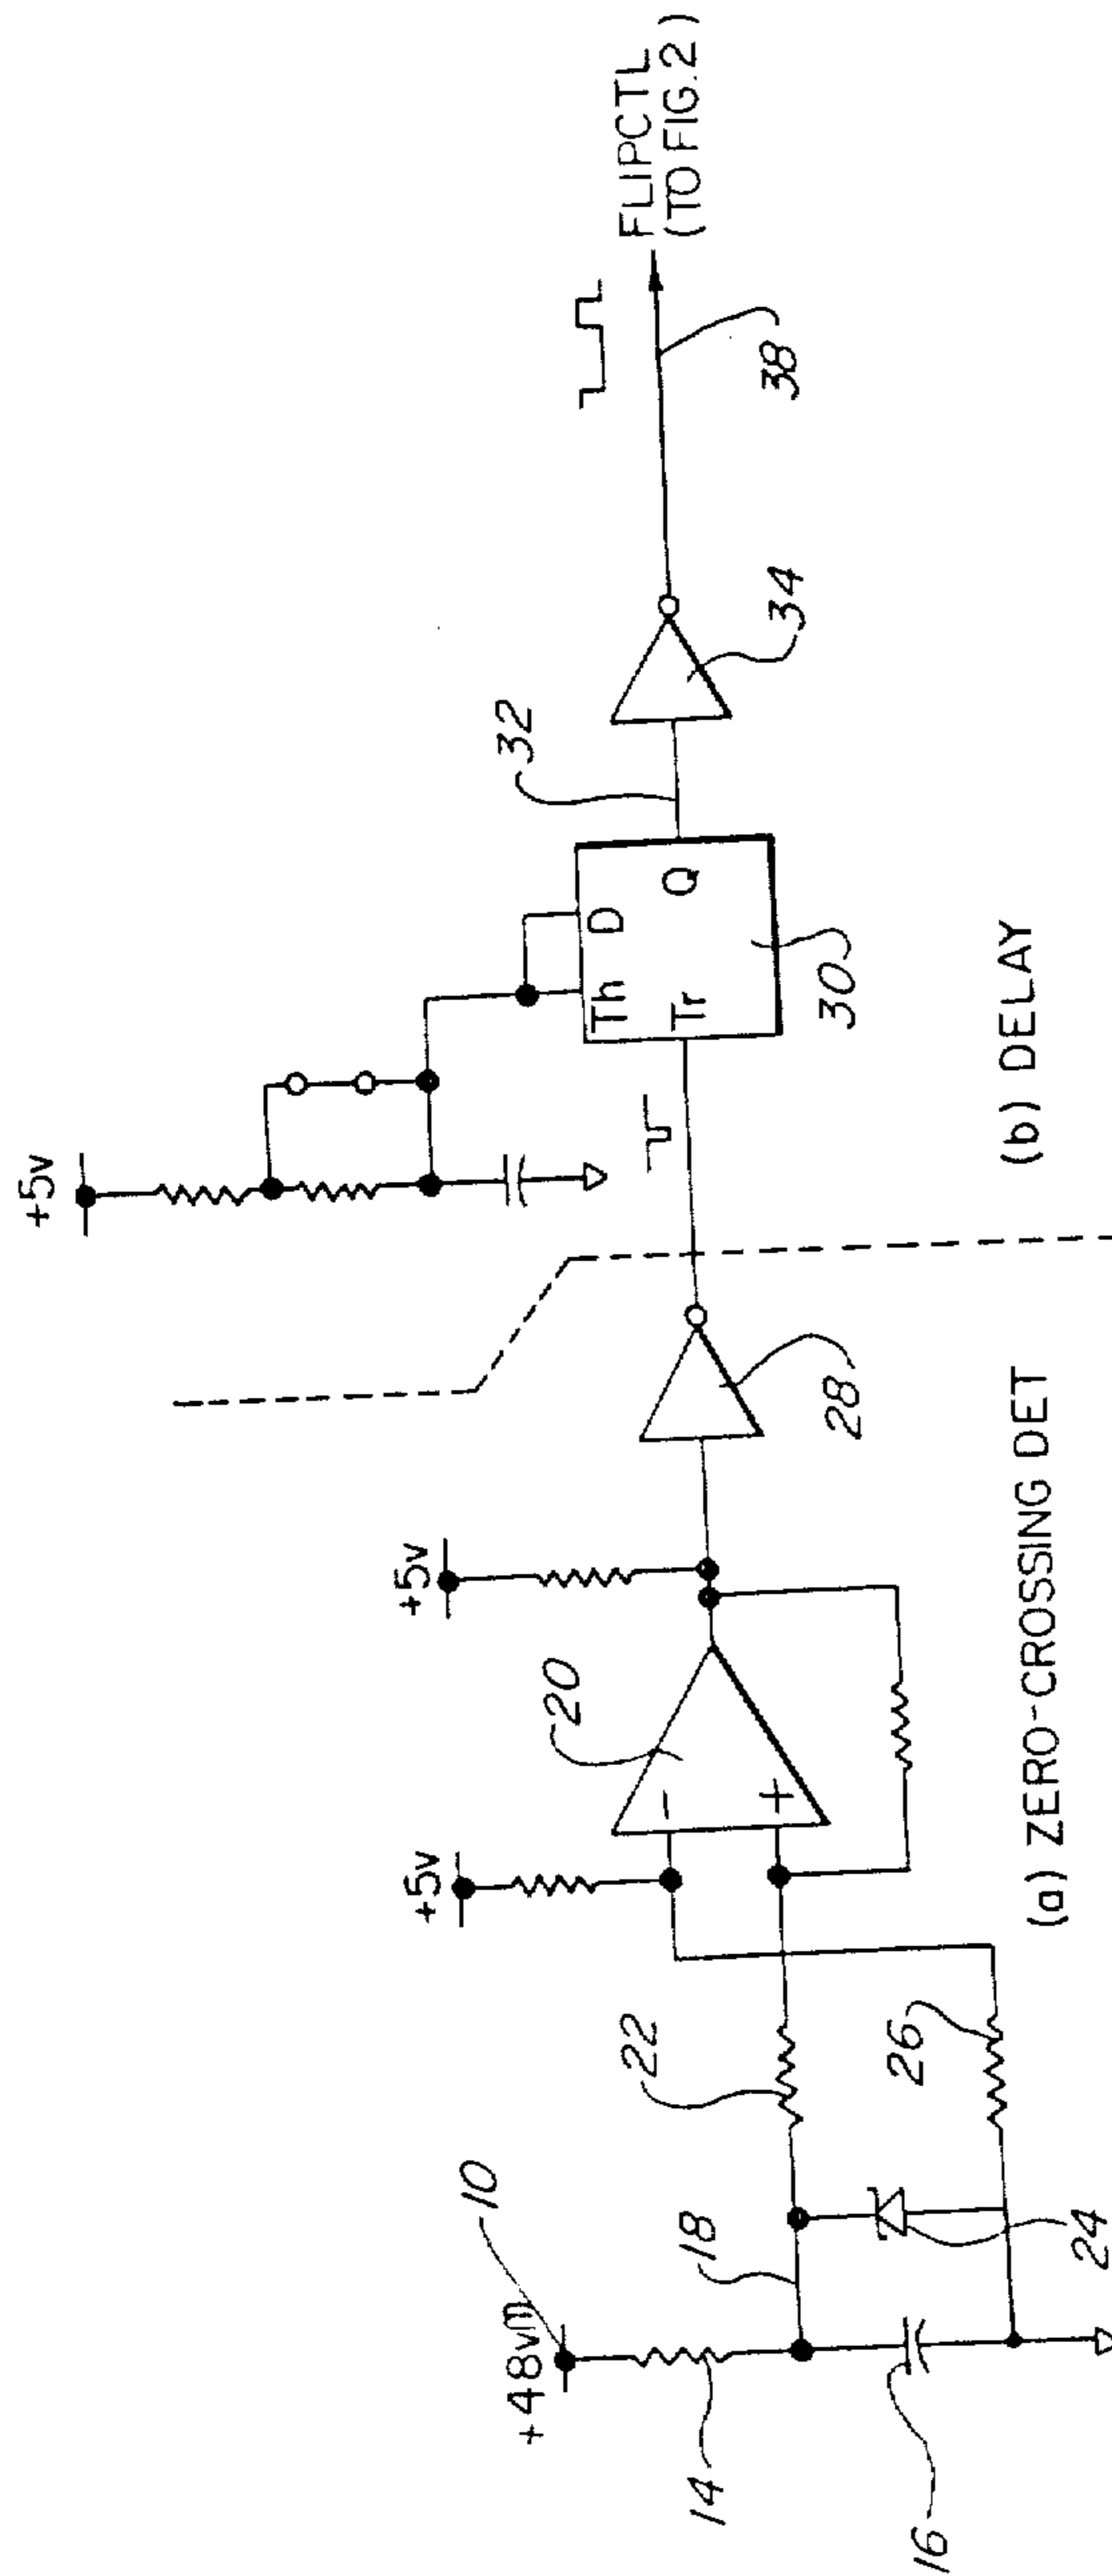 +48vm
10
14
16
18
22
24
26
+5v
-
+
20
+5v
28
(a) ZERO-CROSSING DET
+5v
Th
D
Tr
Q
30
32
34
38
FLIPCTL
(TO FIG. 2)
(b) DELAY